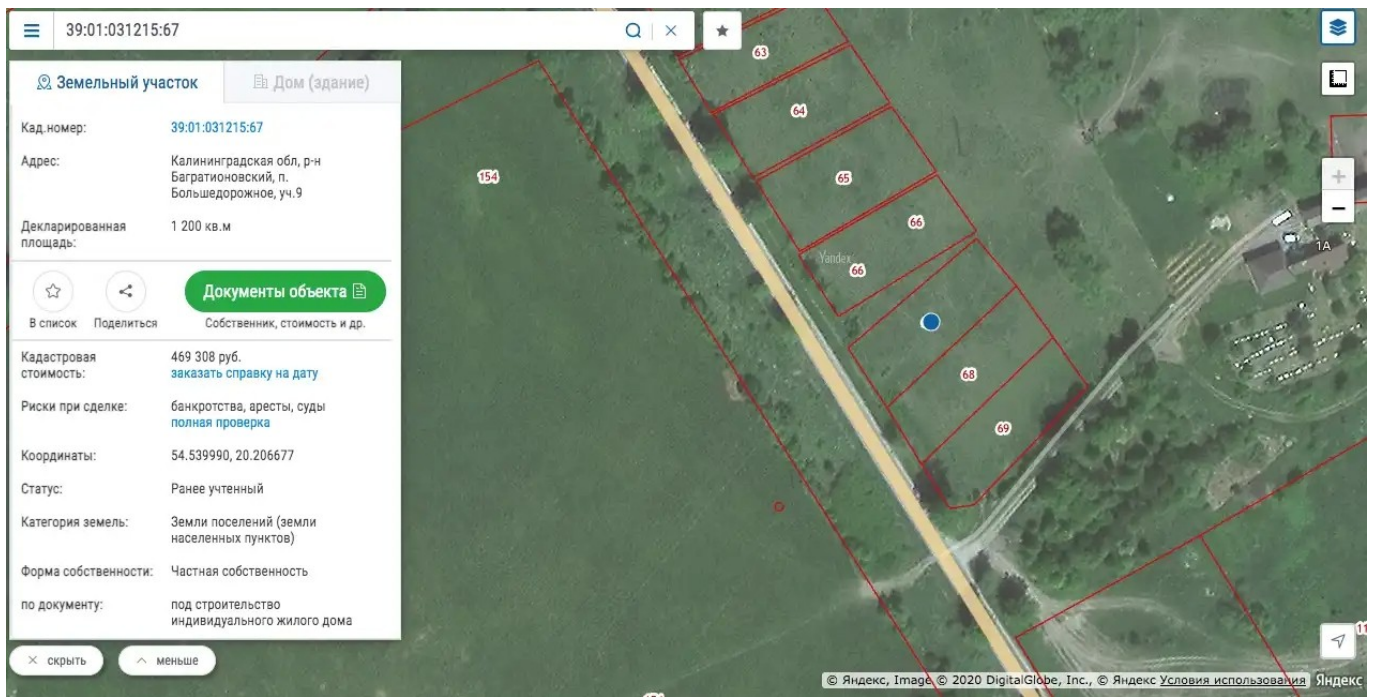 39:01:031215:67
Земельный участок
Дом (здание)
Кад.номер:
39:01:031215:67
Адрес:
Калининградская обл, р-н
Багратионовский, п.
Большедорожное, уч.9
Декларированная
площадь:
1 200 кв.м
В список
Поделиться
Документы объекта
Собственник, стоимость и др.
Кадастровая
стоимость:
469 308 руб.
заказать справку на дату
Риски при сделке:
банкротства, аресты, суды
полная проверка
Координаты:
54.539990, 20.206677
Статус:
Ранее учтенный
Категория земель:
Земли поселений (земли
населенных пунктов)
Форма собственности:
Частная собственность
по документу:
под строительство
индивидуального жилого дома
скрыть
меньше
63
64
154
65
66
Yandex
66
1А
68
69
11
© Яндекс, Image © 2020 DigitalGlobe, Inc., © Яндекс Условия использования Яндекс